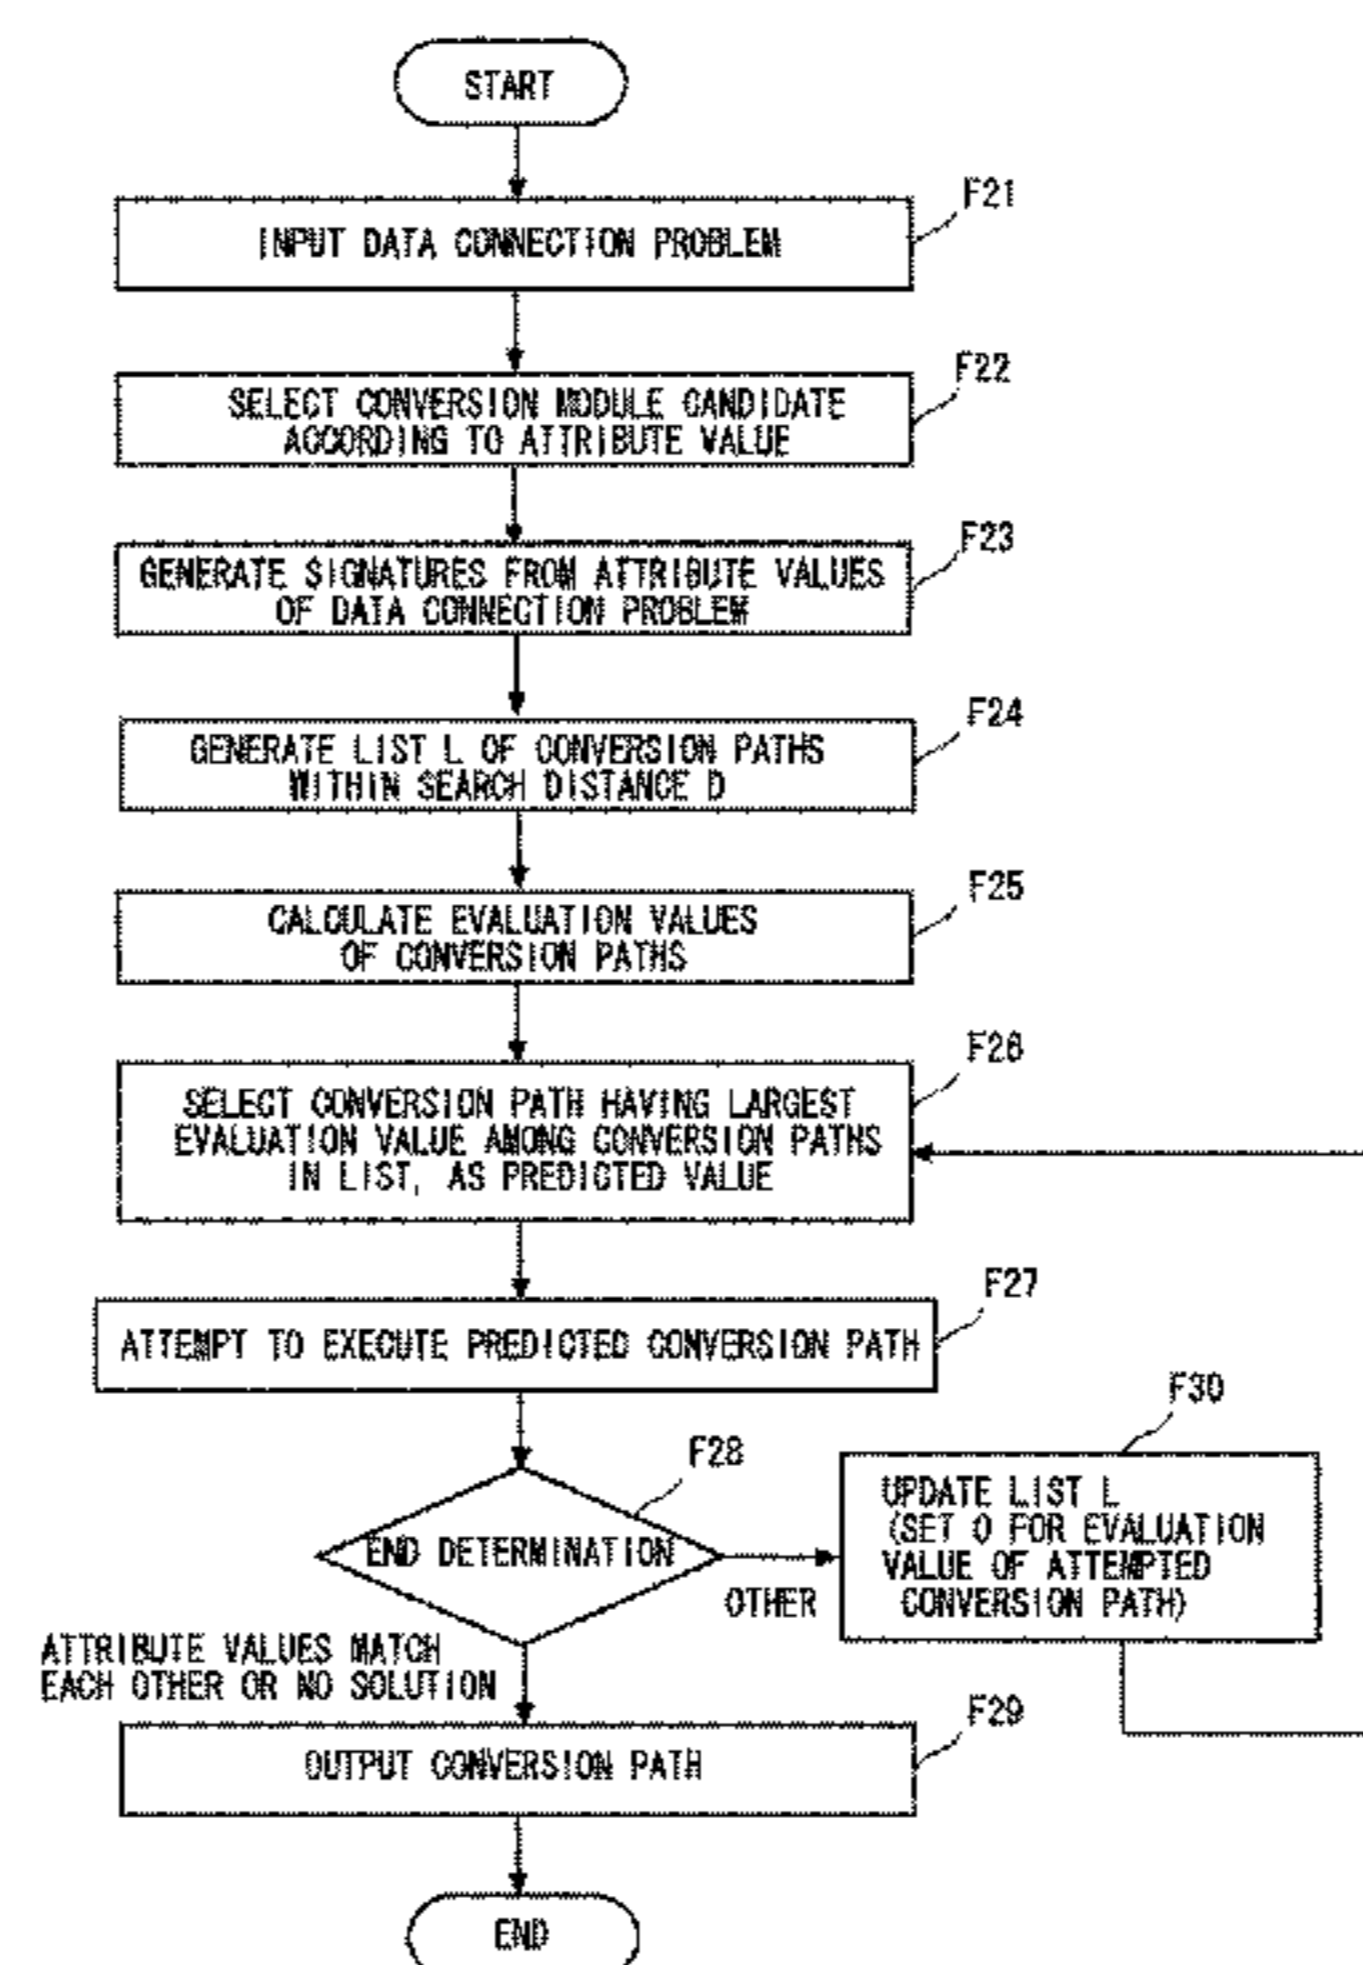 START
F21
INPUT DATA CONNECTION PROBLEM
F22
SELECT CONVERSION MODULE CANDIDATE
ACCORDING TO ATTRIBUTE VALUE
F23
GENERATE SIGNATURES FROM ATTRIBUTE VALUES
OF DATA CONNECTION PROBLEM
F24
GENERATE LIST L OF CONVERSION PATHS
WITHIN SEARCH DISTANCE D
F25
CALCULATE EVALUATION VALUES
OF CONVERSION PATHS
F26
SELECT CONVERSION PATH HAVING LARGEST
EVALUATION VALUE AMONG CONVERSION PATHS
IN LIST, AS PREDICTED VALUE
F27
ATTEMPT TO EXECUTE PREDICTED CONVERSION PATH
F28
END DETERMINATION
OTHER
F30
UPDATE LIST L
(SET 0 FOR EVALUATION
VALUE OF ATTEMPTED
CONVERSION PATH)
ATTRIBUTE VALUES MATCH
EACH OTHER OR NO SOLUTION
F29
OUTPUT CONVERSION PATH
END